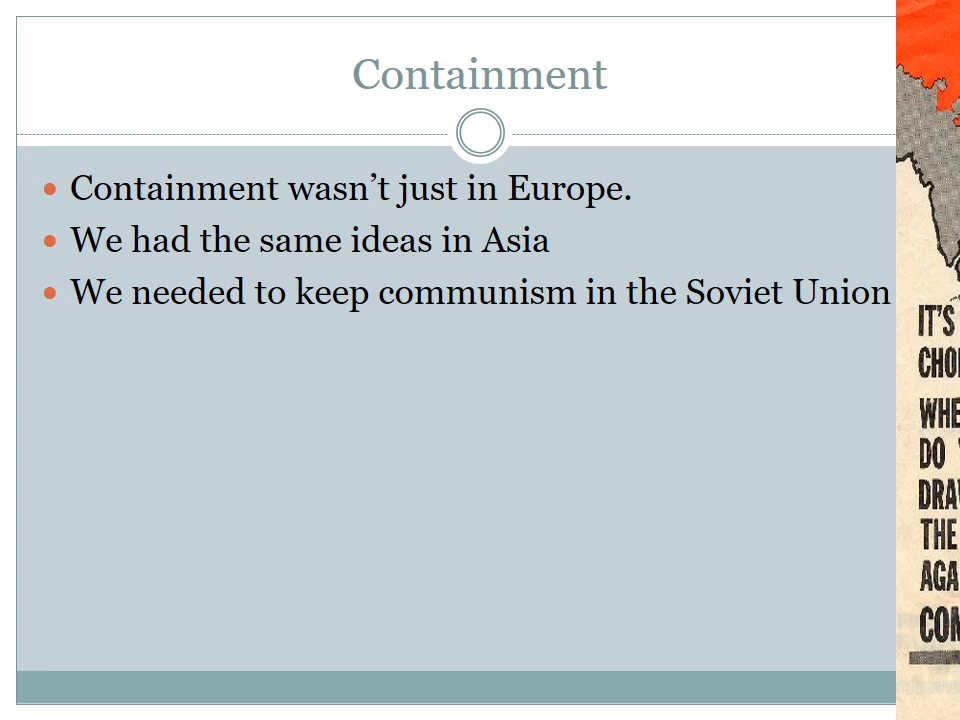 Containment
Containment wasn’t just in Europe.
We had the same ideas in Asia
We needed to keep communism in the Soviet Union
IT'S
DO
THE